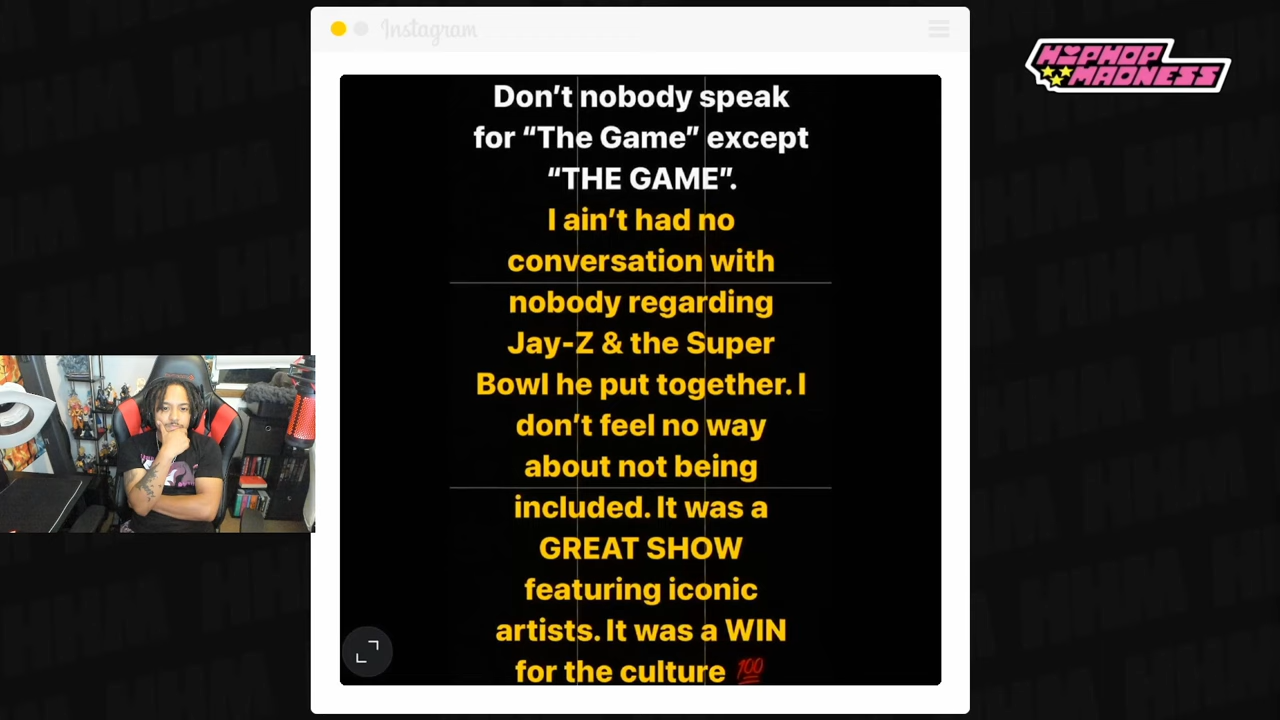 Instagram
HIPHOP
MADNESS
Don’t nobody speak
for “The Game” except
“THE GAME”.
I ain’t had no
conversation with
nobody regarding
Jay-Z & the Super
Bowl he put together. I
don’t feel no way
about not being
included. It was a
GREAT SHOW
featuring iconic
artists. It was a WIN
for the culture 💯